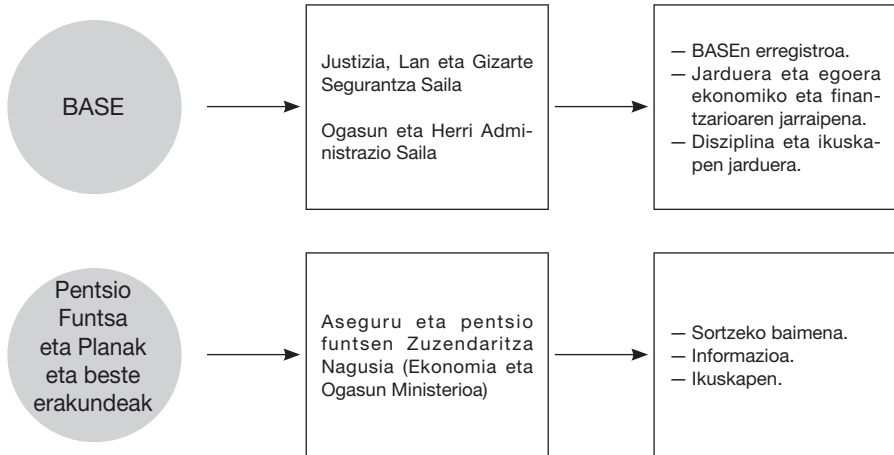 BASE
Justizia, Lan eta Gizarte
Segurantza Saila
Ogasun eta Herri Admi-
nistrazio Saila
— BASEn erregistroa.
— Jarduera eta egoera
ekonomiko eta finan-
tzarioaren jarraipena.
— Disziplina eta ikuska-
pen jarduera.
Pentsio
Funtsa
eta Planak
eta beste
erakundeak
Aseguru eta pentsio
funtsen Zuzendaritza
Nagusia (Ekonomia eta
Ogasun Ministerioa)
— Sortzeko baimena.
— Informazioa.
— Ikuskapen.